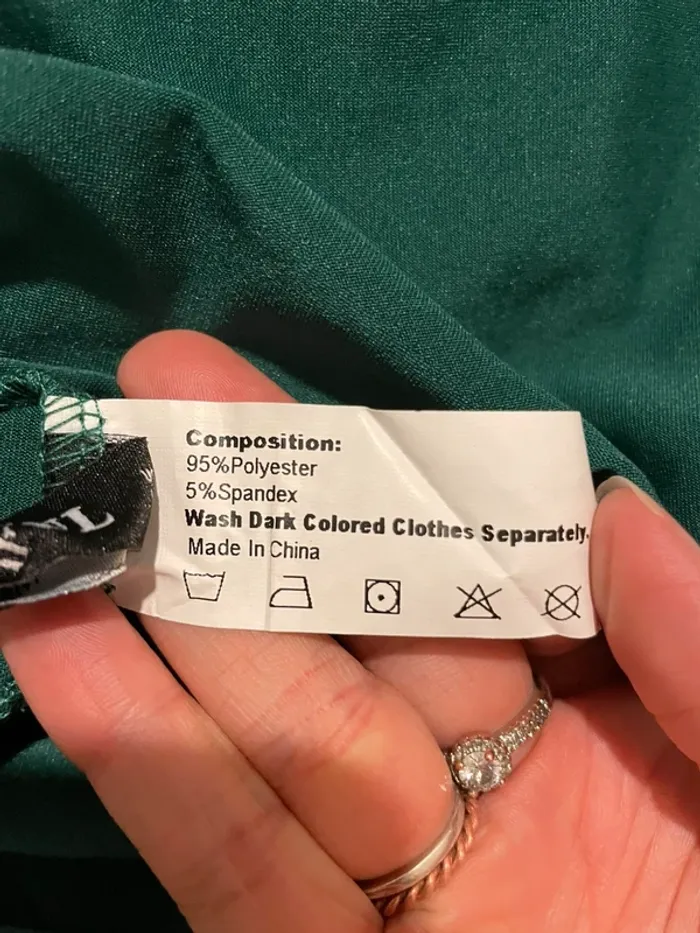 Composition:
95%Polyester
5%Spandex
Wash Dark Colored Clothes Separately.
Made In China